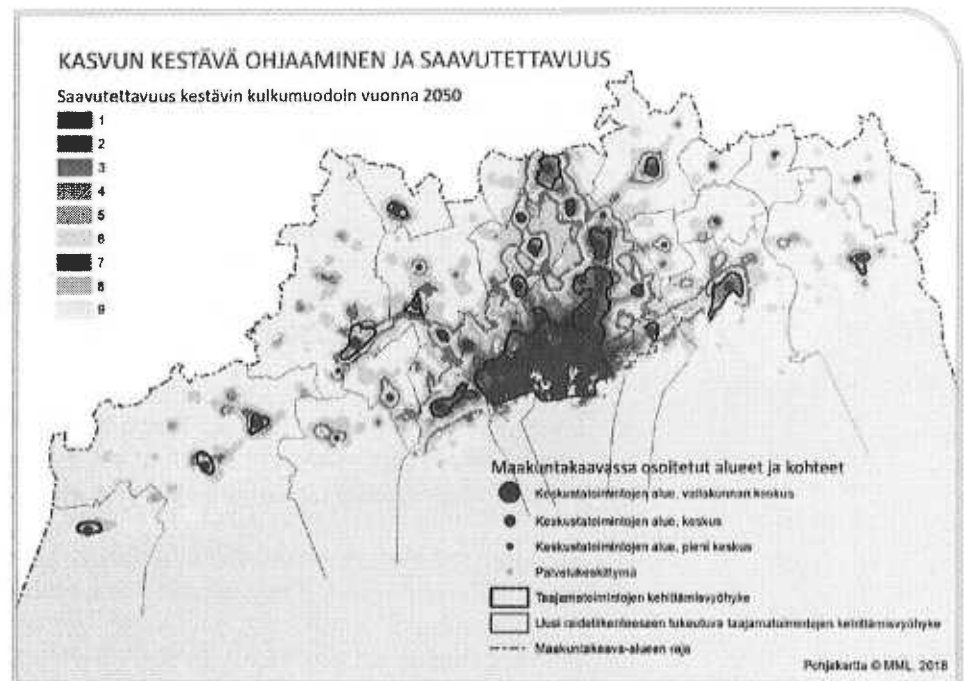 KASVUN KESTÄVÄ OHJAAMINEN JA SAAVUTETTAVUUS
Saavutettavuus kestävin kulkumuodoin vuonna 2050
1
2
3
4
5
6
7
8
9
Maakuntakaavassa osoitetut alueet ja kohteet
Keskustatoimintojen alue, valtakunnan keskus
Keskustatoimintojen alue, keskus
Keskustatoimintojen alue, pieni keskus
Palvelukeskittymä
Taajamatoimintojen kehittämisvyöhyke
Uusi raideliikenteeseen tukeutuva taajamatoimintojen kehittämisvyöhyke
Maakuntakaava-alueen raja
Pohjakartta © MML, 2018